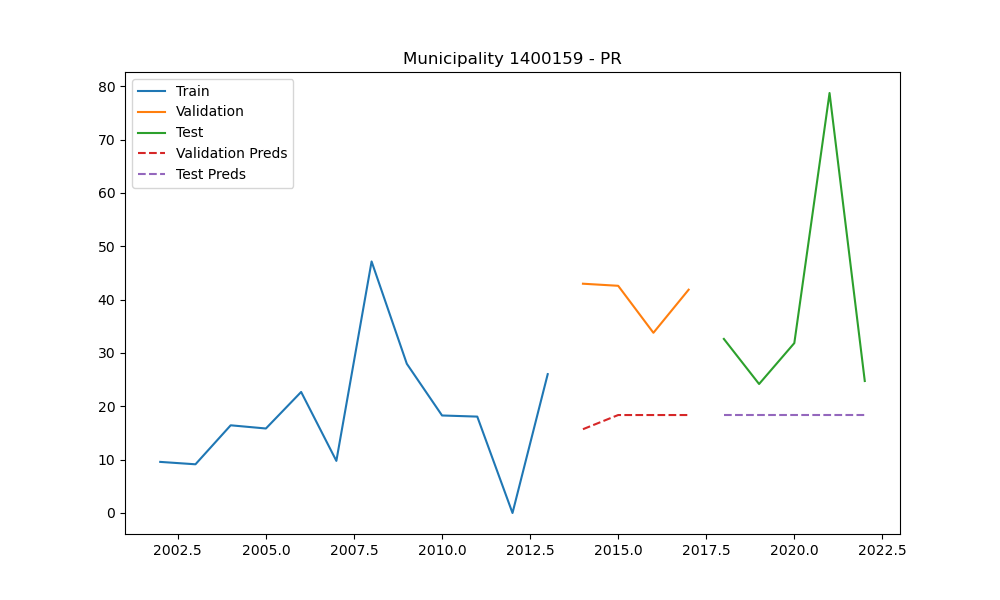 Municipality 1400159 - PR
Train
Validation
Test
Validation Preds
Test Preds
80
70
60
50
40
30
20
10
0
2002.5 2005.0 2007.5 2010.0 2012.5 2015.0 2017.5 2020.0 2022.5